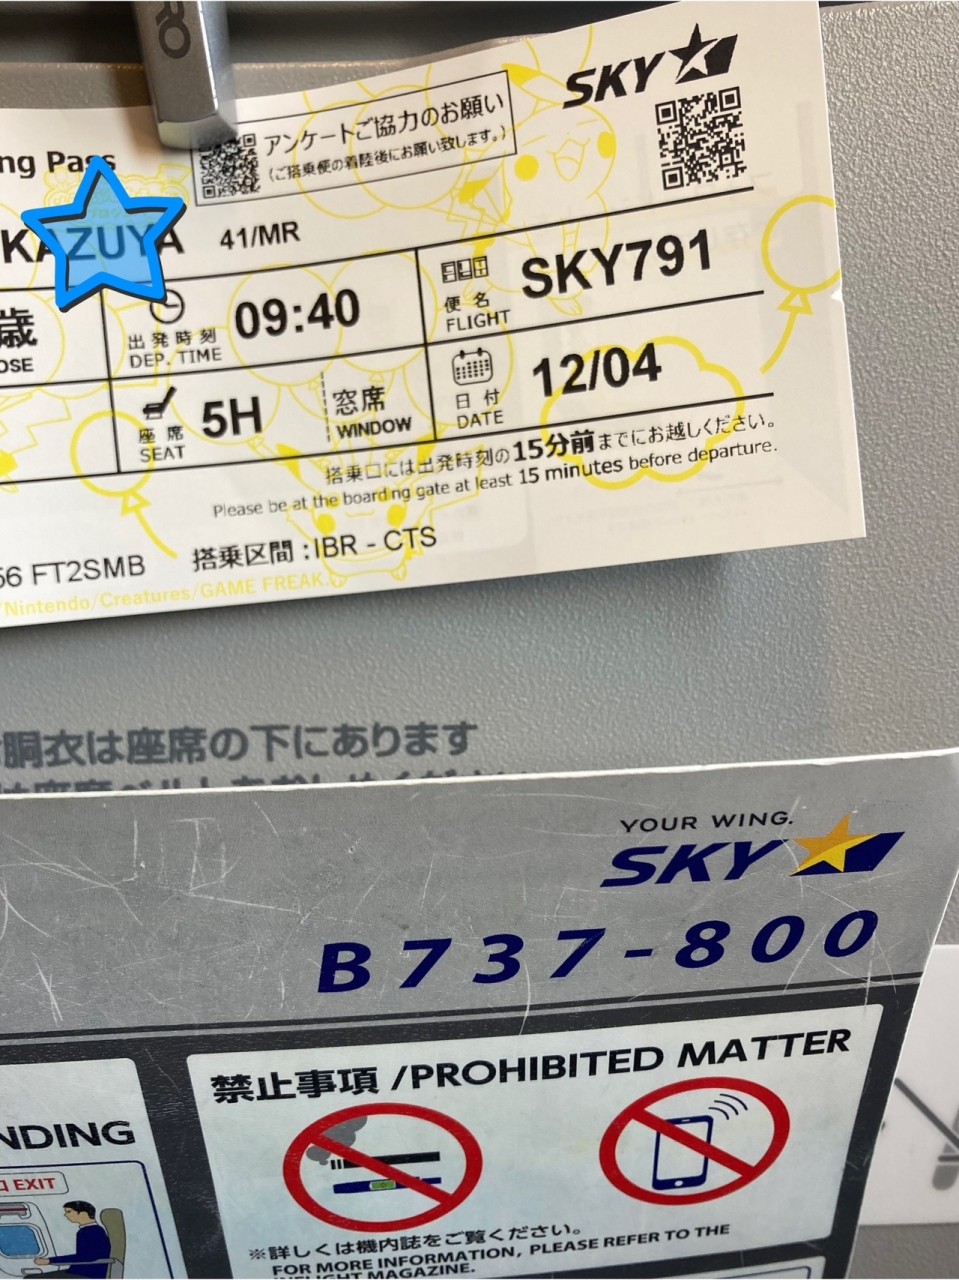 RO
SKY
ng Pass
アンケートご協力のお願い
(ご搭乗便の着陸後にお願い致します。)
KAZUYA 41/MR
歳
OSE
出発時刻
DEP. TIME
09:40
便名
FLIGHT
SKY791
座席
SEAT
5H
窓席
WINDOW
日付
DATE
12/04
搭乗口には出発時刻の15分前までにお越しください。
Please be at the boarding gate at least 15 minutes before departure.
56 FT2SMB 搭乗区間:IBR - CTS
/Nintendo/Creatures/GAME FREAK.
胴衣は座席の下にあります
YOUR WING.
SKY
B737-800
禁止事項 /PROHIBITED MATTER
NDING
EXIT
※詳しくは機内誌をご覧ください。
FOR MORE INFORMATION, PLEASE REFER TO THE
INFLIGHT MAGAZINE.